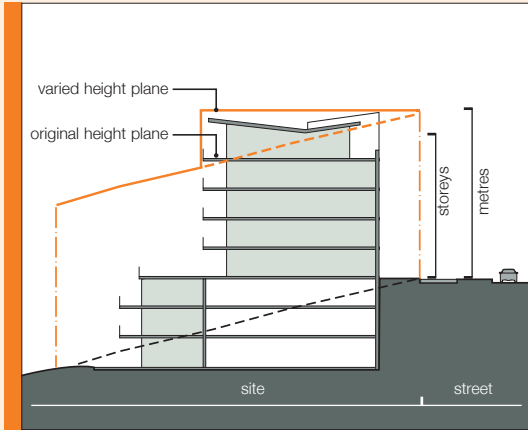 varied height plane
original height plane
storeys
metres
site
street